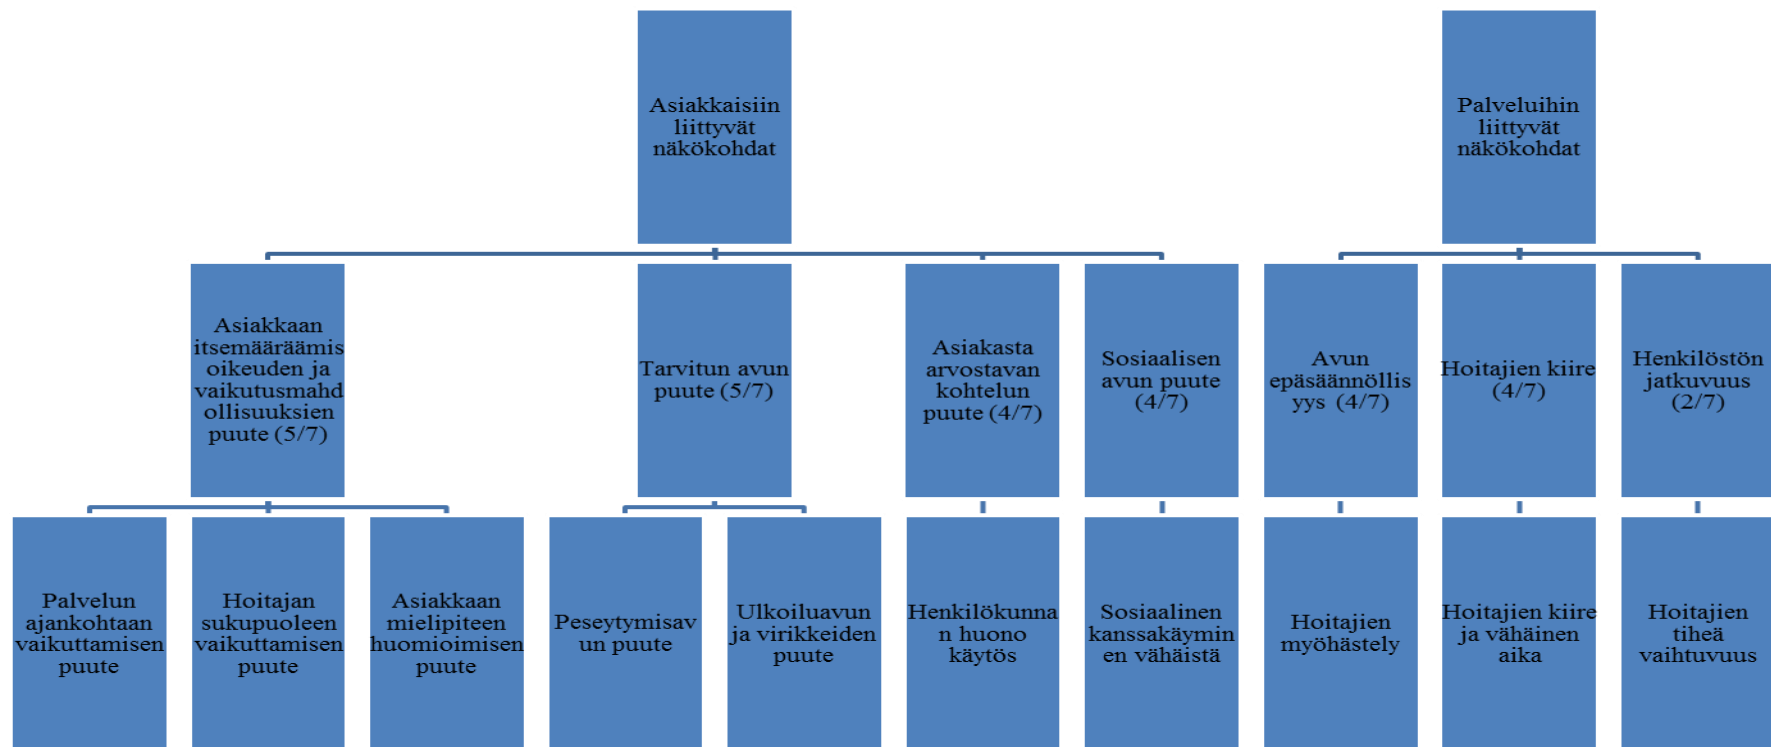 Asiakkaisiin
liittyvät
näkökohdat
Palveluihin
liittyvät
näkökohdat
Asiakkaan
itsemääräämis
oikeuden ja
vaikutusmahd
ollisuuksien
puute (5/7)
Tarvitun avun
puute (5/7)
Asiakasta
arvostavan
kohtelun
puute (4/7)
Sosiaalisen
avun puute
(4/7)
Avun
epäsäännöllis
yys (4/7)
Hoitajien kiire
(4/7)
Henkilöstön
jatkuvuus
(2/7)
Palvelun
ajankohtaan
vaikuttamisen
puute
Hoitajan
sukupuoleen
vaikuttamisen
puute
Asiakkaan
mielipiteen
huomioimisen
puute
Peseytymisav
un puute
Ulkoiluavun
ja virikkeiden
puute
Henkilökunna
n huono
käytös
Sosiaalinen
kanssakäymin
en vähäistä
Hoitajien
myöhästely
Hoitajien kiire
ja vähäinen
aika
Hoitajien
tiheä
vaihtuvuus